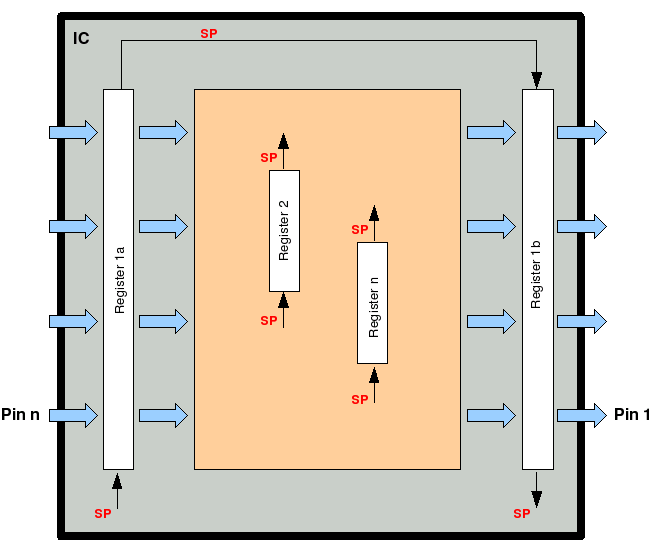 SP
IC
SP
Register 2
SP
Register 1a
Register 1b
SP
Register n
SP
Pin n
Pin 1
SP
SP